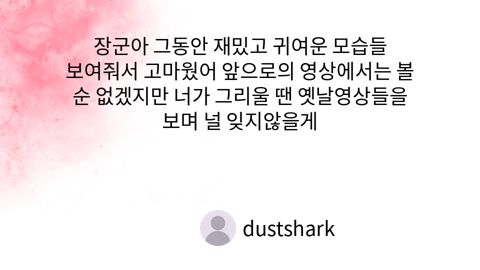 장군아 그동안 재밌고 귀여운 모습들
보여줘서 고마웠어 앞으로의 영상에서는 볼
순 없겠지만 너가 그리울 땐 옛날영상들을
보며 널 잊지않을게
dustshark